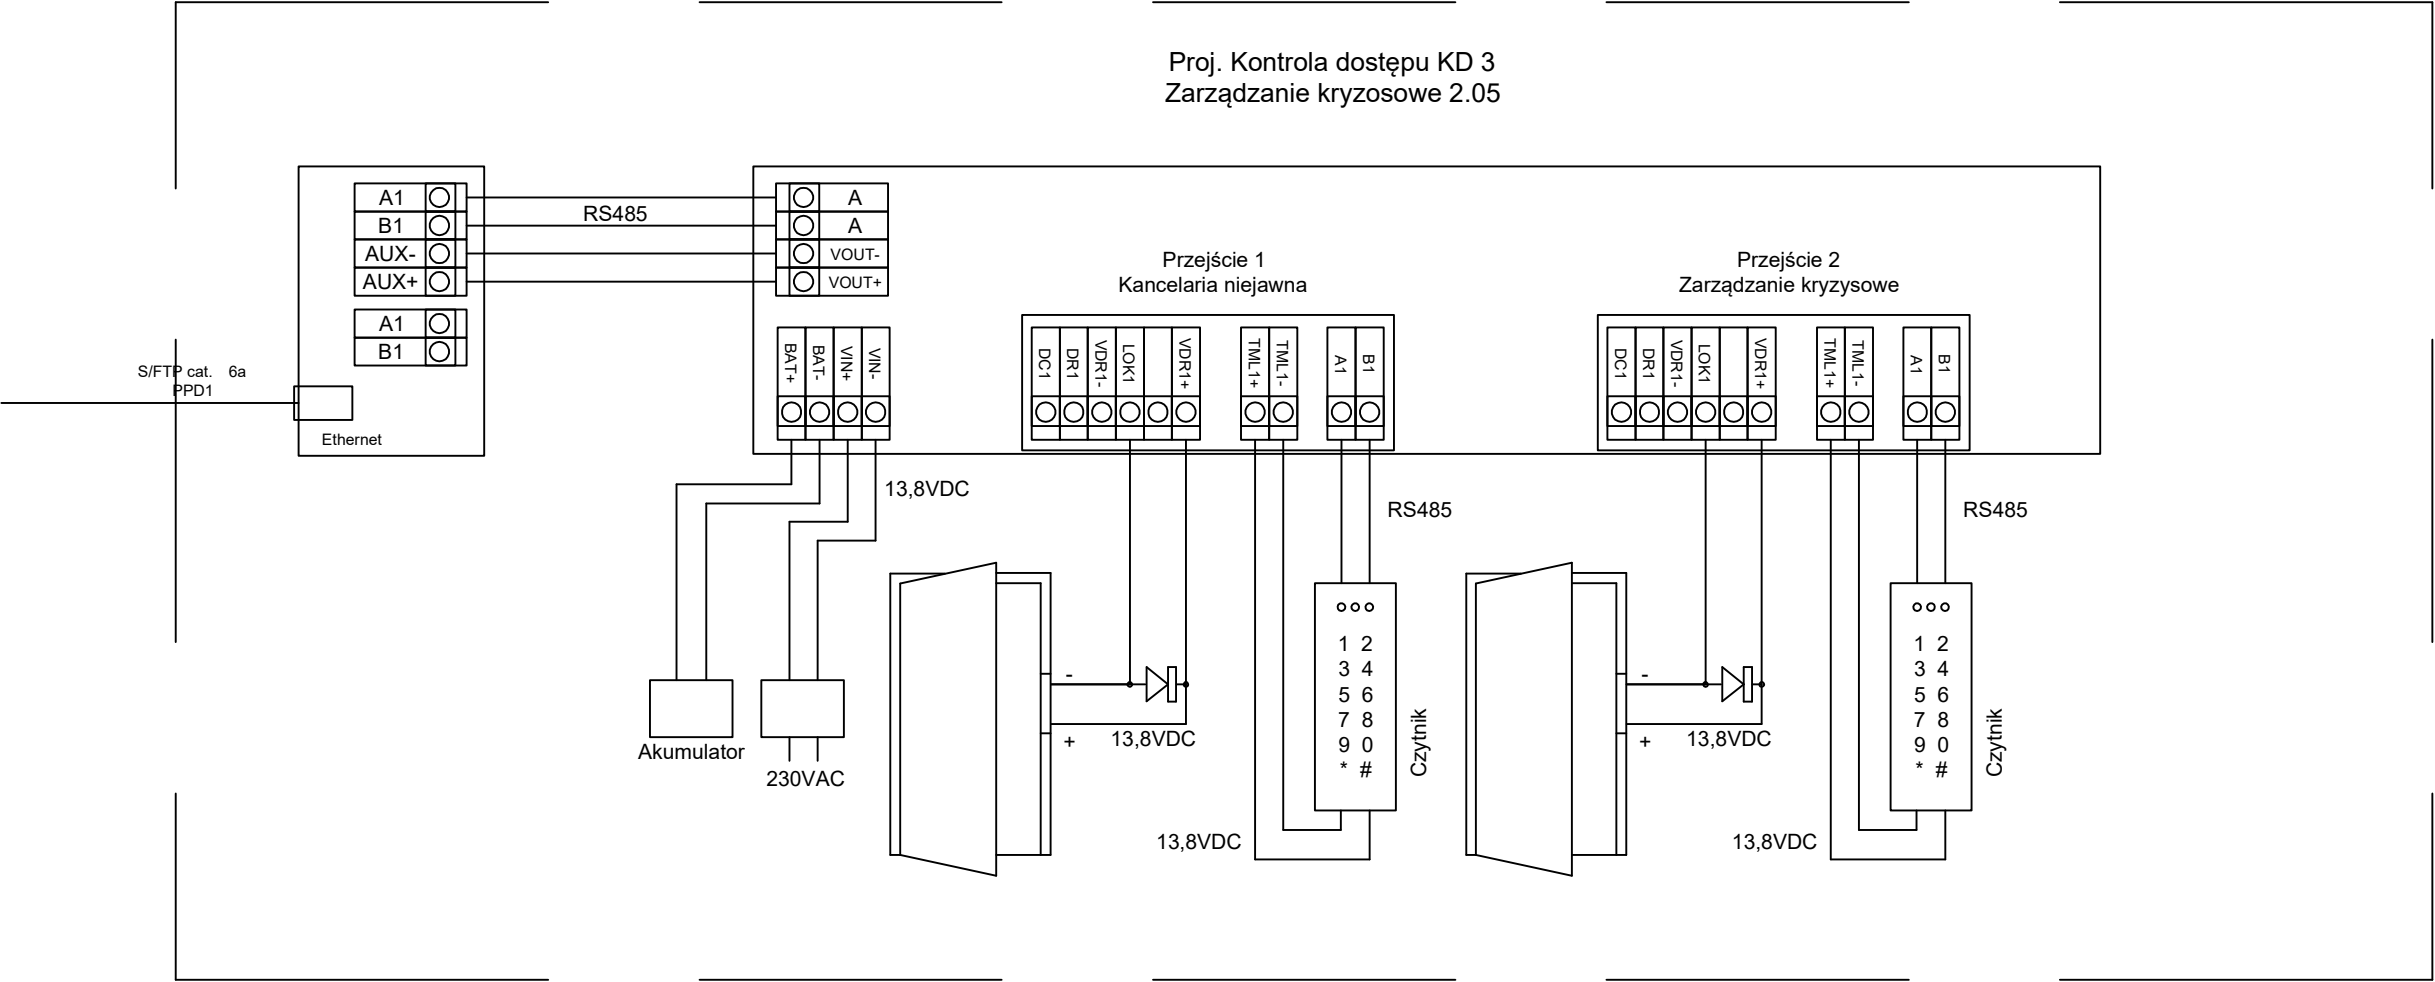 Proj. Kontrola dostępu KD 3
Zarządzanie kryzosowe 2.05
A1
B1
AUX-
AUX+
A1
B1
RS485
A
A
VOUT-
VOUT+
S/FTP cat. 6a
PPD1
Ethernet
BAT+
BAT-
VIN+
VIN-
13,8VDC
Akumulator
230VAC
Przejście 1
Kancelaria niejawna
DC1
DR1
VDR1-
LOK1
VDR1+
TML1+
TML1-
A1
B1
RS485
-
+
13,8VDC
1 2
3 4
5 6
7 8
9 0
* #
Czytnik
13,8VDC
Przejście 2
Zarządzanie kryzysowe
DC1
DR1
VDR1-
LOK1
VDR1+
TML1+
TML1-
A1
B1
RS485
-
+
13,8VDC
1 2
3 4
5 6
7 8
9 0
* #
Czytnik
13,8VDC